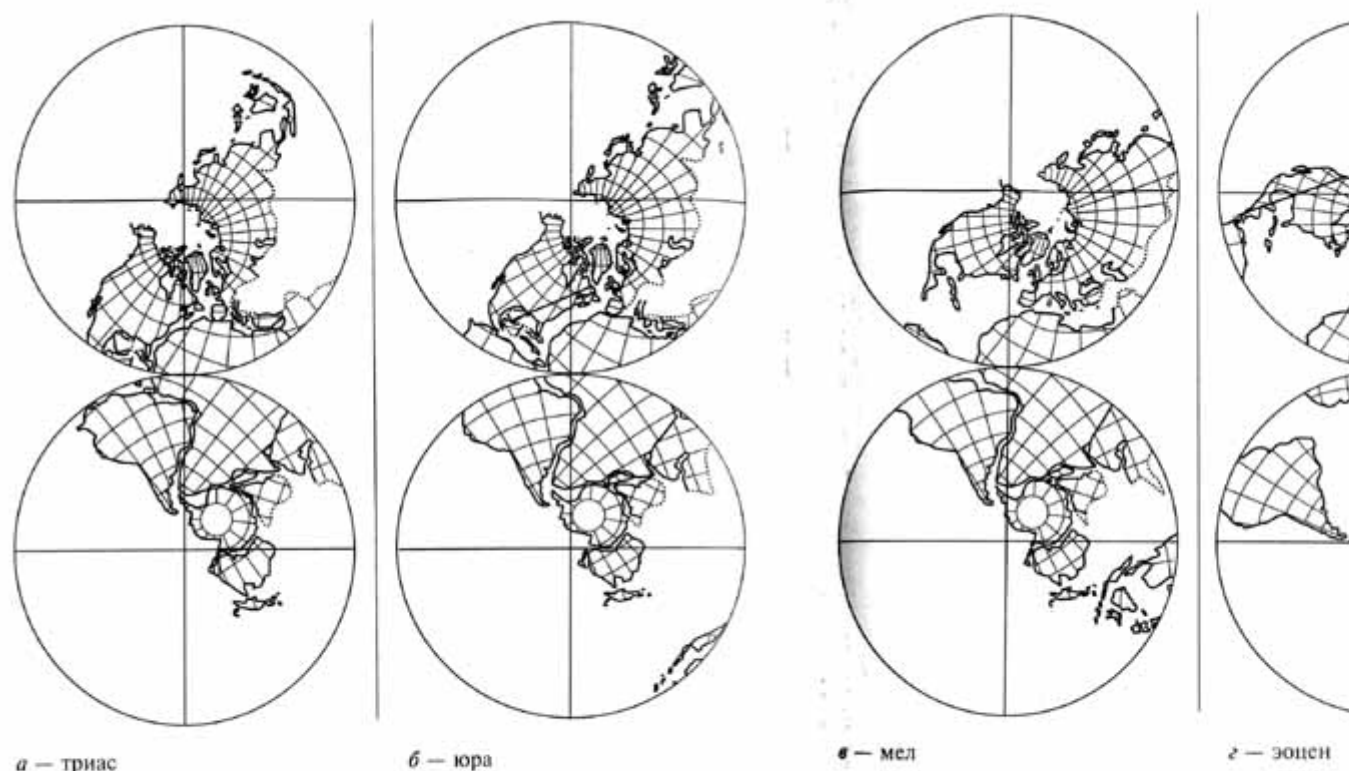 а — триас
б — юра
в — мел
г — эоцен